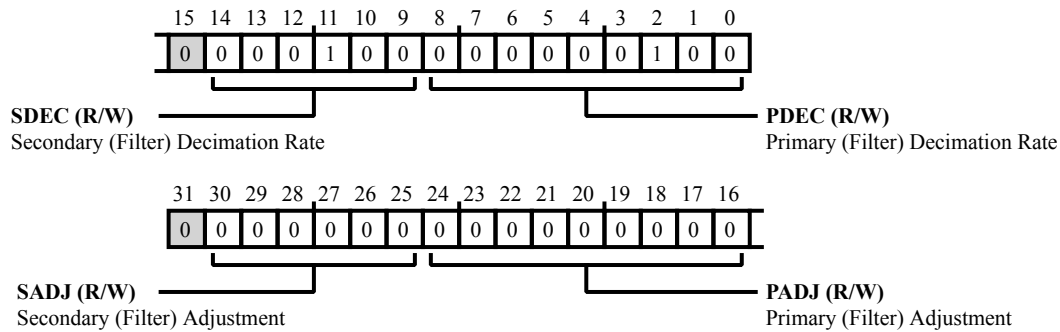 15 14 13 12 11 10 9 8 7 6 5 4 3 2 1 0
0 0 0 0 1 0 0 0 0 0 0 0 0 1 0 0
SDEC (R/W) PDEC (R/W)
Secondary (Filter) Decimation Rate Primary (Filter) Decimation Rate
31 30 29 28 27 26 25 24 23 22 21 20 19 18 17 16
0 0 0 0 0 0 0 0 0 0 0 0 0 0 0 0
SADJ (R/W) PADJ (R/W)
Secondary (Filter) Adjustment Primary (Filter) Adjustment